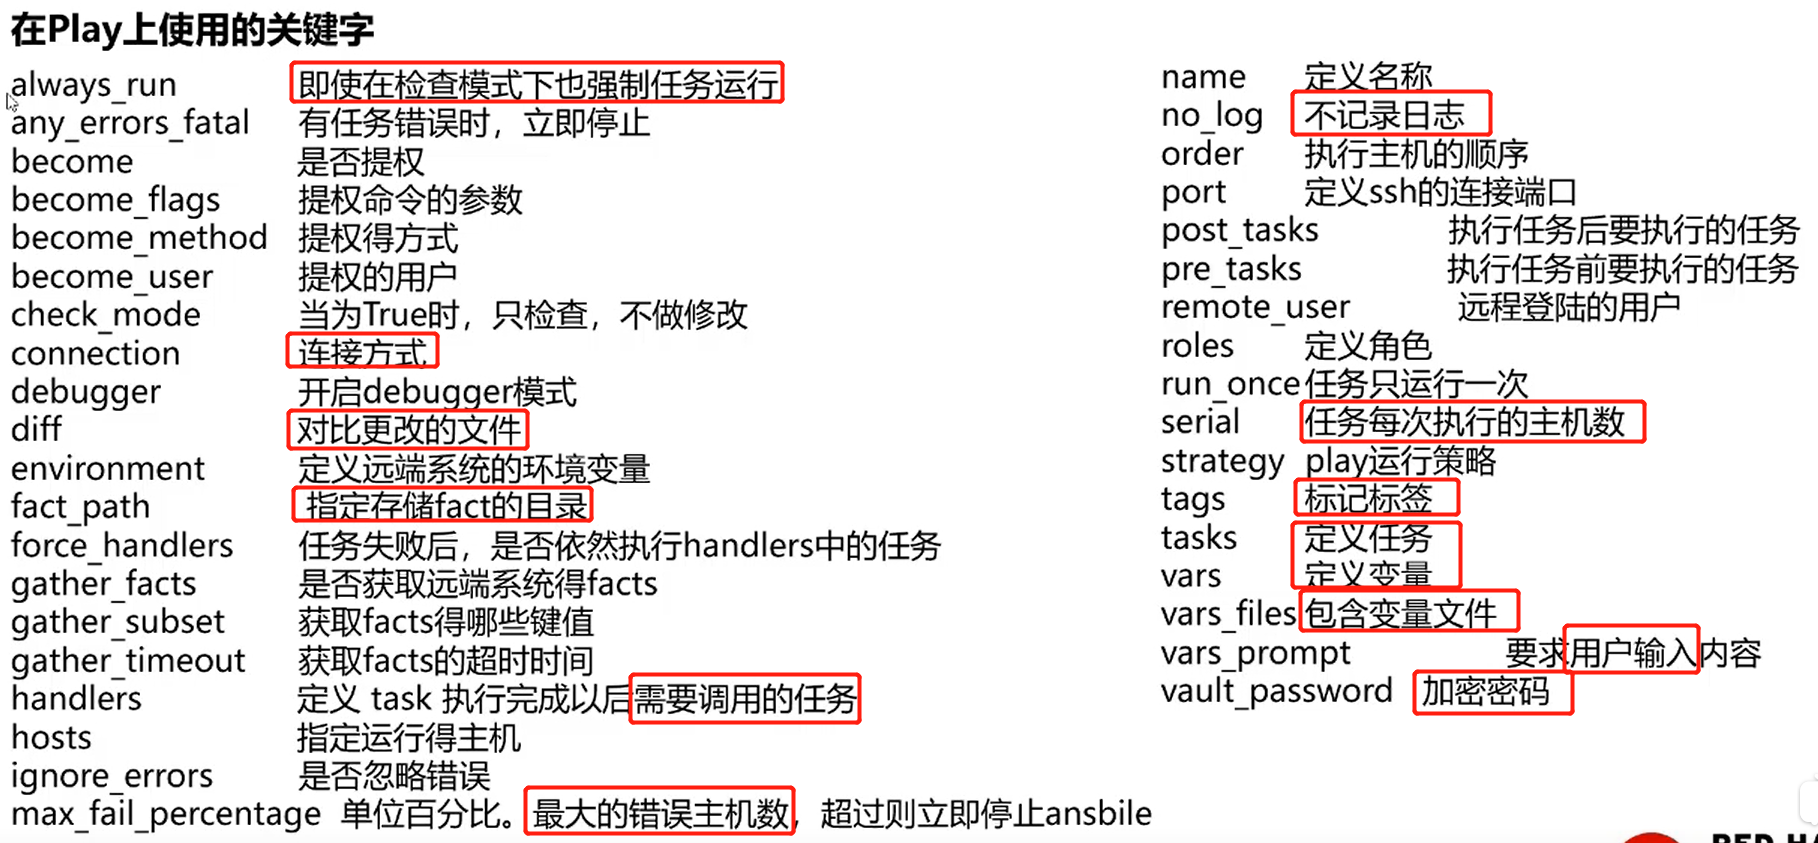 在Play上使用的关键字
always_run 即使在检查模式下也强制任务运行
any_errors_fatal 有任务错误时，立即停止
become 是否提权
become_flags 提权命令的参数
become_method 提权得方式
become_user 提权的用户
check_mode 当为True时，只检查，不做修改
connection 连接方式
debugger 开启debugger模式
diff 对比更改的文件
environment 定义远端系统的环境变量
fact_path 指定存储fact的目录
force_handlers 任务失败后，是否依然执行handlers中的任务
gather_facts 是否获取远端系统得facts
gather_subset 获取facts得哪些键值
gather_timeout 获取facts的超时时间
handlers 定义 task 执行完成以后需要调用的任务
hosts 指定运行得主机
ignore_errors 是否忽略错误
max_fail_percentage 单位百分比。最大的错误主机数，超过则立即停止ansbile
name 定义名称
no_log 不记录日志
order 执行主机的顺序
port 定义ssh的连接端口
post_tasks 执行任务后要执行的任务
pre_tasks 执行任务前要执行的任务
remote_user 远程登陆的用户
roles 定义角色
run_once 任务只运行一次
serial 任务每次执行的主机数
strategy play运行策略
tags 标记标签
tasks 定义任务
vars 定义变量
vars_files 包含变量文件
vars_prompt 要求用户输入内容
vault_password 加密密码